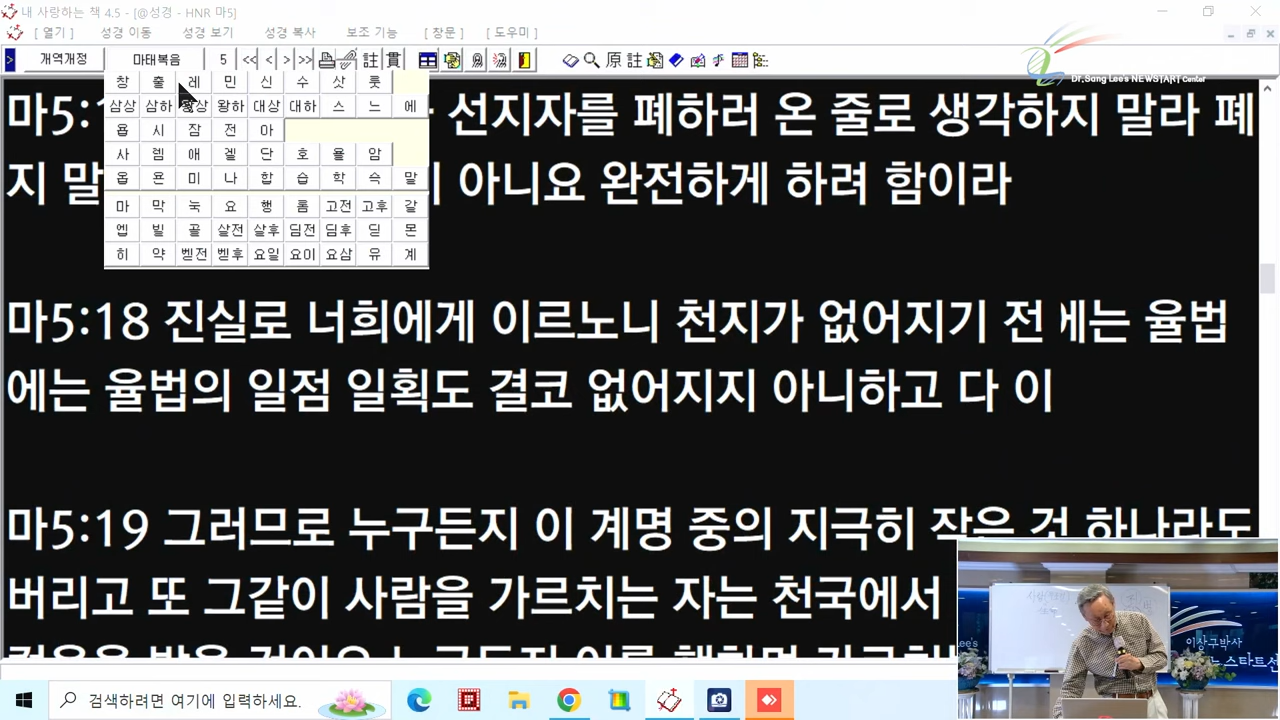 내 사랑하는 책 4.5 - [@성경 - HNR 마5]
[ 열기 ] 성경 이동 성경 보기 성경 복사 보조 기능 [ 창문 ] [ 도우미 ]
개역개정 마태복음 5 << < > >> 註 貫 原 註
Dr.Sang Lee's NEWSTART Center
창 출 레 민 신 수 삿 룻
삼상 삼하 왕상 왕하 대상 대하 스 느 에
욥 시 잠 전 아
사 렘 애 겔 단 호 욜 암
옵 욘 미 나 합 습 학 슥 말
마 막 눅 요 행 롬 고전 고후 갈
엡 빌 골 살전 살후 딤전 딤후 딛 몬
히 약 벧전 벧후 요일 요이 요삼 유 계
마5: 선지자를 폐하러 온 줄로 생각하지 말라 폐
지 말 아니요 완전하게 하려 함이라
마5:18 진실로 너희에게 이르노니 천지가 없어지기 전에는 율법
에는 율법의 일점 일획도 결코 없어지지 아니하고 다 이
마5:19 그러므로 누구든지 이 계명 중의 지극히 작은 것 하나라도
버리고 또 그같이 사람을 가르치는 자는 천국에서
이상구박사
뉴스타트센
검색하려면 여기에 입력하세요.